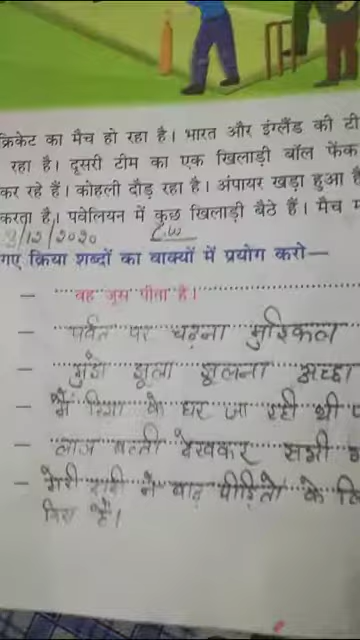 क्रिकेट का मैच हो रहा है। भारत और इंग्लैंड की टी
रहा है। दूसरी टीम का एक खिलाड़ी बॉल फेंक
कर रहे हैं। कोहली दौड़ रहा है। अंपायर खड़ा हुआ है
करता है। पवेलियन में कुछ खिलाड़ी बैठे हैं। मैच म
/12/2020 C.W
गए क्रिया शब्दों का वाक्यों में प्रयोग करो—
— वह जूस पीता है।
— पर्वत पर चढ़ना मुश्किल
— झूला झूलना अच्छा
— मैं के घर जा रही थी
— लाल बत्ती देखकर सभी
— मेरी ने बाढ़ पीड़ितों के
हैं।